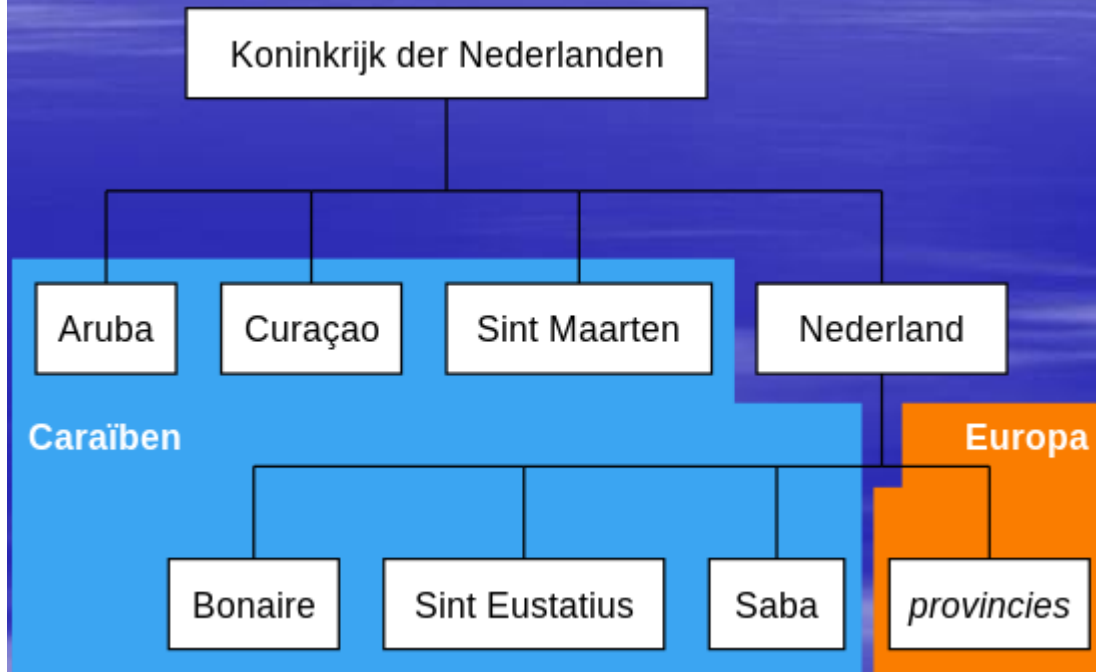 Koninkrijk der Nederlanden
Aruba
Curaçao
Sint Maarten
Nederland
Caraïben
Europa
Bonaire
Sint Eustatius
Saba
provincies